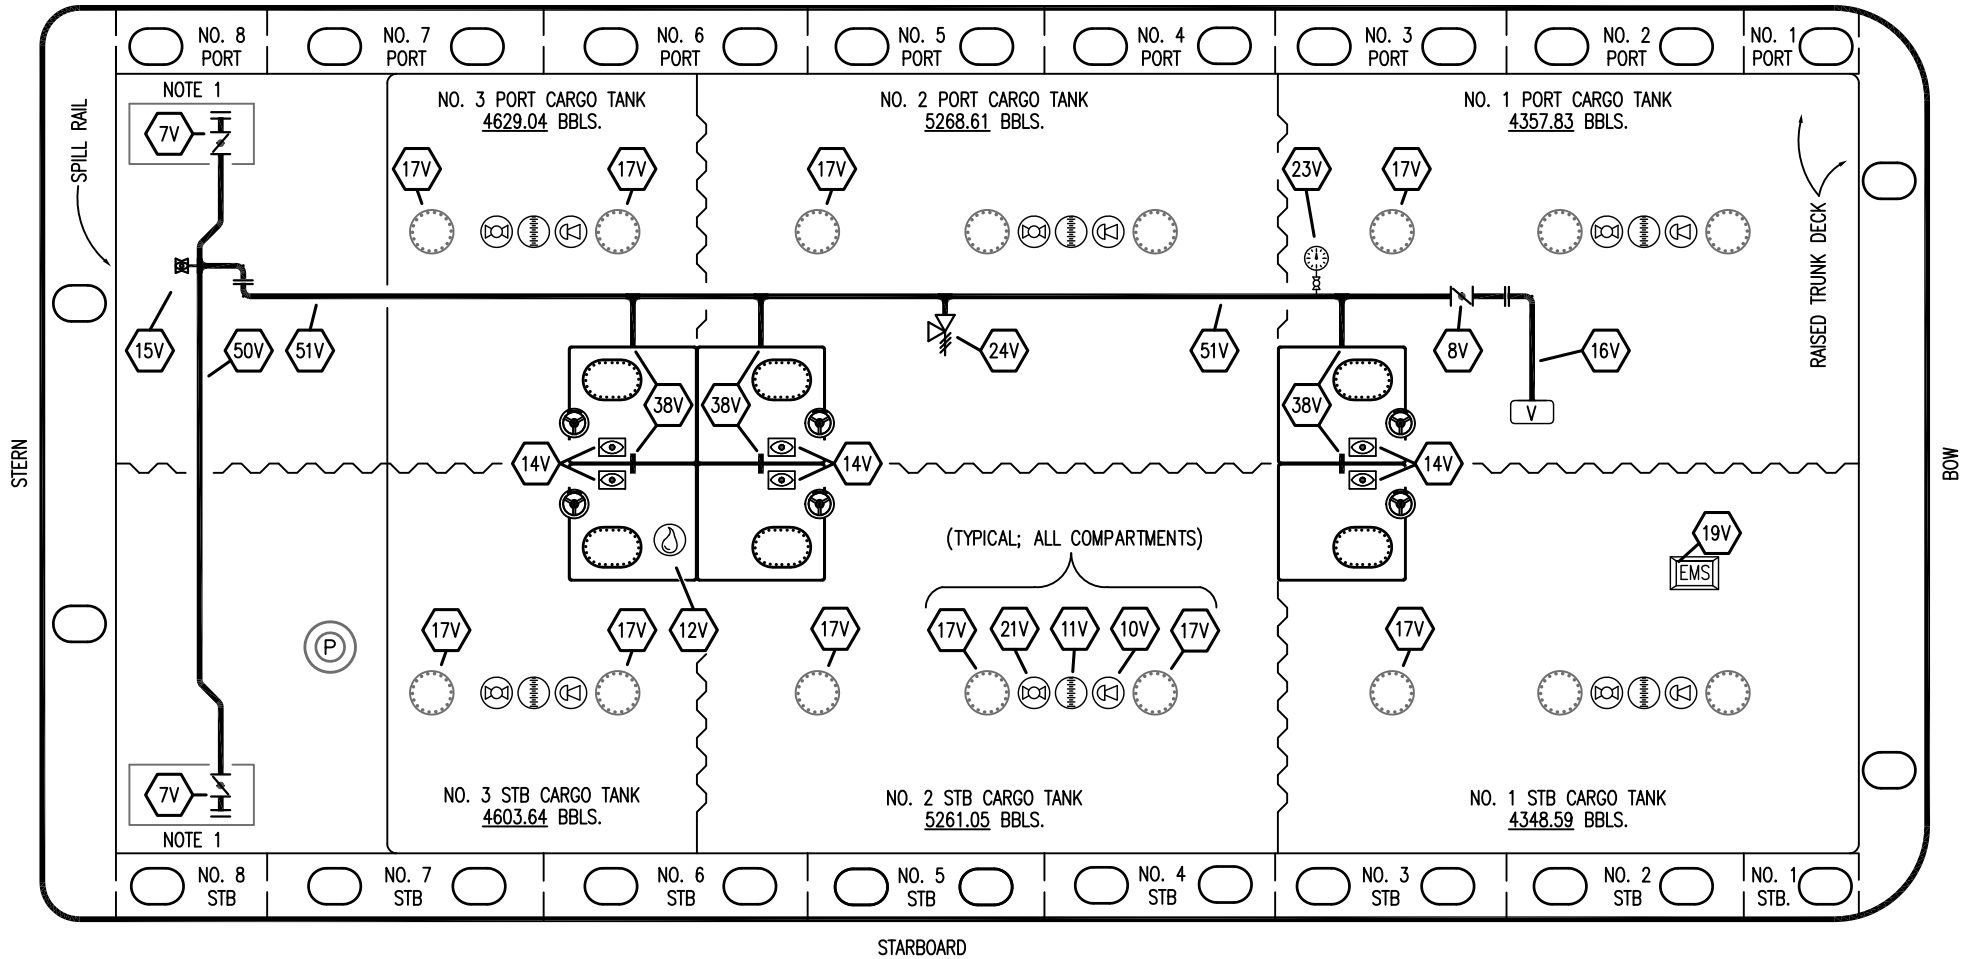 NO. 8 PORT
NO. 7 PORT
NO. 6 PORT
NO. 5 PORT
NO. 4 PORT
NO. 3 PORT
NO. 2 PORT
NO. 1 PORT
NOTE 1
7V
SPILL RAIL
NO. 3 PORT CARGO TANK
4629.04 BBLS.
NO. 2 PORT CARGO TANK
5268.61 BBLS.
NO. 1 PORT CARGO TANK
4357.83 BBLS.
17V
17V
17V
23V
17V
RAISED TRUNK DECK
15V
50V
51V
24V
51V
8V
16V
38V
38V
38V
V
STERN
14V
14V
14V
BOW
(TYPICAL; ALL COMPARTMENTS)
19V
EMS
P
17V
17V
12V
17V
17V
21V
11V
10V
17V
17V
7V
NOTE 1
NO. 3 STB CARGO TANK
4603.64 BBLS.
NO. 2 STB CARGO TANK
5261.05 BBLS.
NO. 1 STB CARGO TANK
4348.59 BBLS.
NO. 8 STB
NO. 7 STB
NO. 6 STB
NO. 5 STB
NO. 4 STB
NO. 3 STB
NO. 2 STB
NO. 1 STB.
STARBOARD